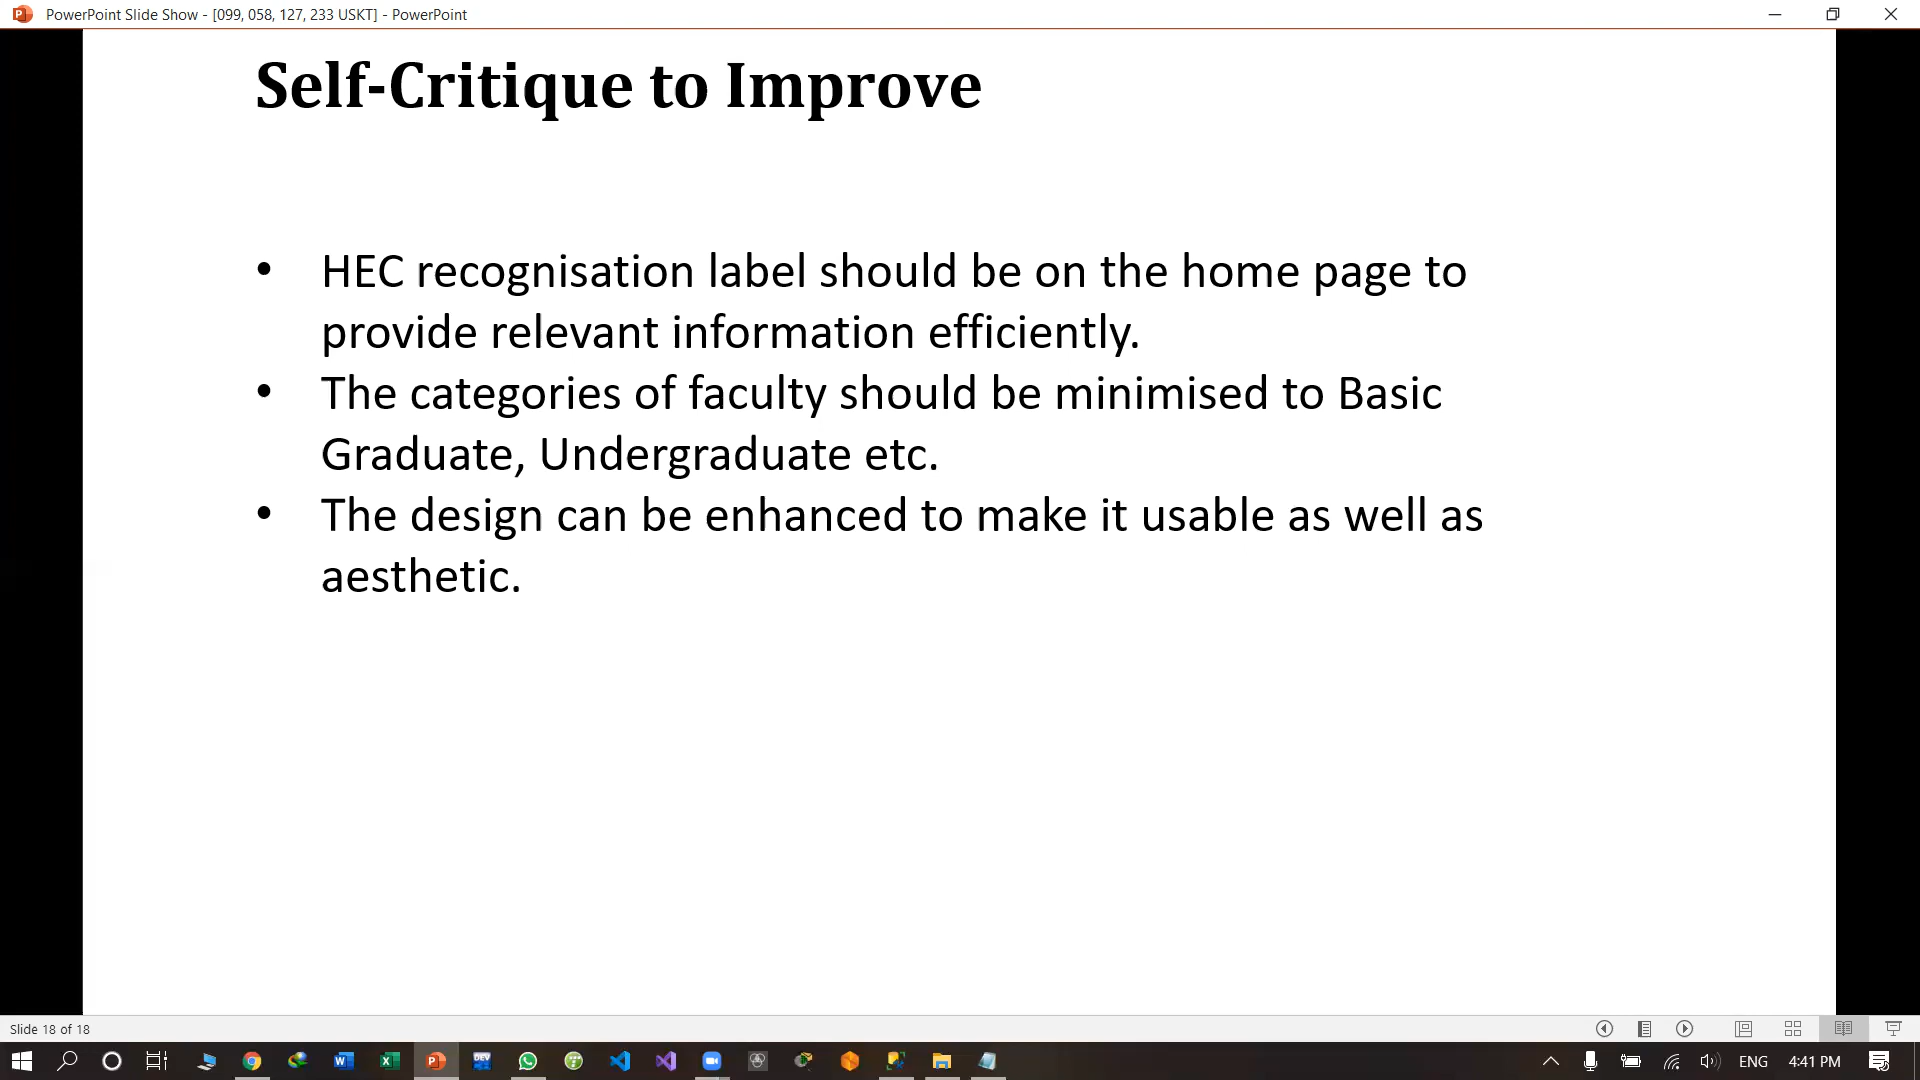 PowerPoint Slide Show - [099, 058, 127, 233 USKT] - PowerPoint
Self-Critique to Improve
• HEC recognisation label should be on the home page to
provide relevant information efficiently.
• The categories of faculty should be minimised to Basic
Graduate, Undergraduate etc.
• The design can be enhanced to make it usable as well as
aesthetic.
Slide 18 of 18
DEV
ENG
4:41 PM